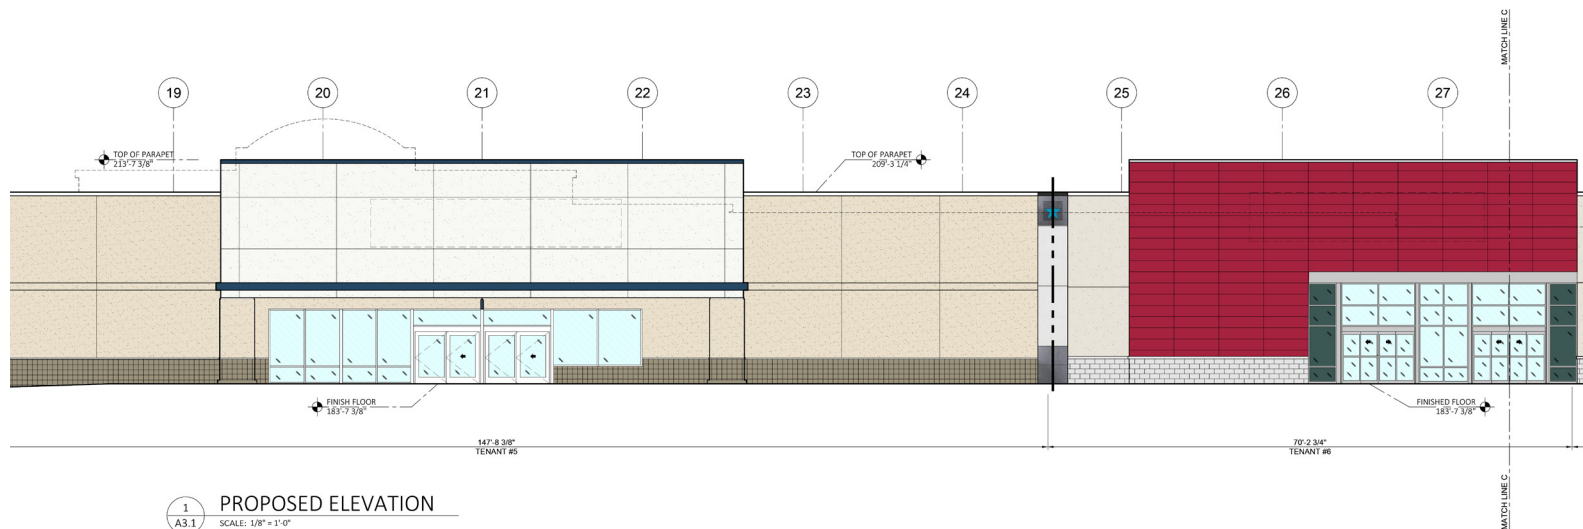 MATCH LINE C
19
20
21
22
23
24
25
26
27
TOP OF PARAPET
213'-7 3/8"
TOP OF PARAPET
209'-3 1/4"
FINISH FLOOR
183'-7 3/8"
FINISHED FLOOR
183'-7 3/8"
147'-8 3/8"
TENANT #5
70'-2 3/4"
TENANT #6
MATCH LINE C
1
A3.1
PROPOSED ELEVATION
SCALE: 1/8" = 1'-0"